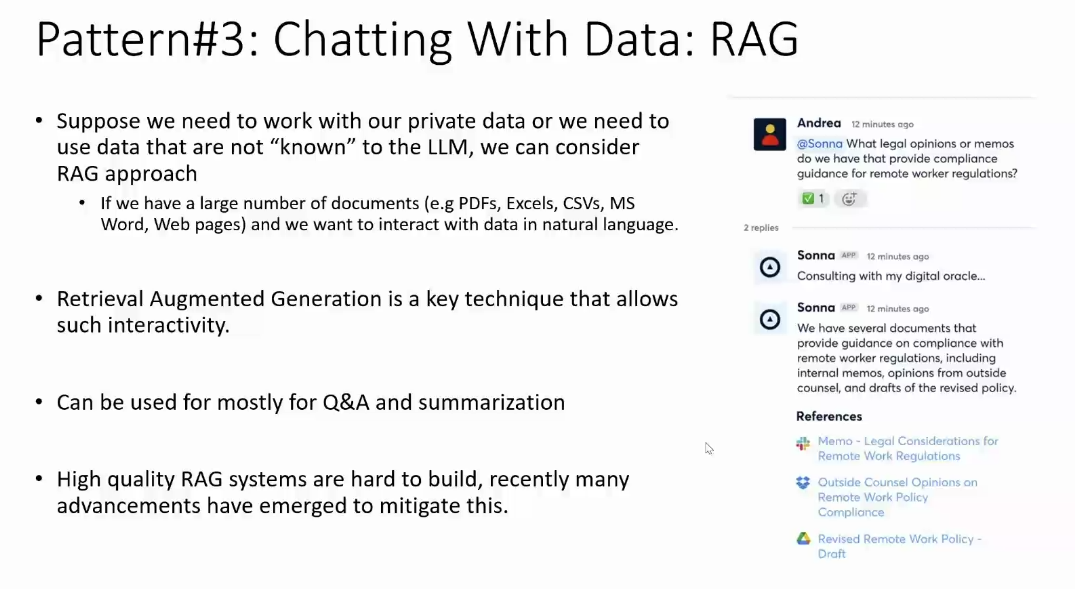 Pattern#3: Chatting With Data: RAG
• Suppose we need to work with our private data or we need to
use data that are not “known” to the LLM, we can consider
RAG approach
• If we have a large number of documents (e.g PDFs, Excels, CSVs, MS
Word, Web pages) and we want to interact with data in natural language.
• Retrieval Augmented Generation is a key technique that allows
such interactivity.
• Can be used for mostly for Q&A and summarization
• High quality RAG systems are hard to build, recently many
advancements have emerged to mitigate this.
Andrea 12 minutes ago
@Sonna What legal opinions or memos
do we have that provide compliance
guidance for remote worker regulations?
✅ 1
2 replies
Sonna APP 12 minutes ago
Consulting with my digital oracle...
Sonna APP 12 minutes ago
We have several documents that
provide guidance on compliance with
remote worker regulations, including
internal memos, opinions from outside
counsel, and drafts of the revised policy.
References
Memo - Legal Considerations for
Remote Work Regulations
Outside Counsel Opinions on
Remote Work Policy
Compliance
Revised Remote Work Policy -
Draft